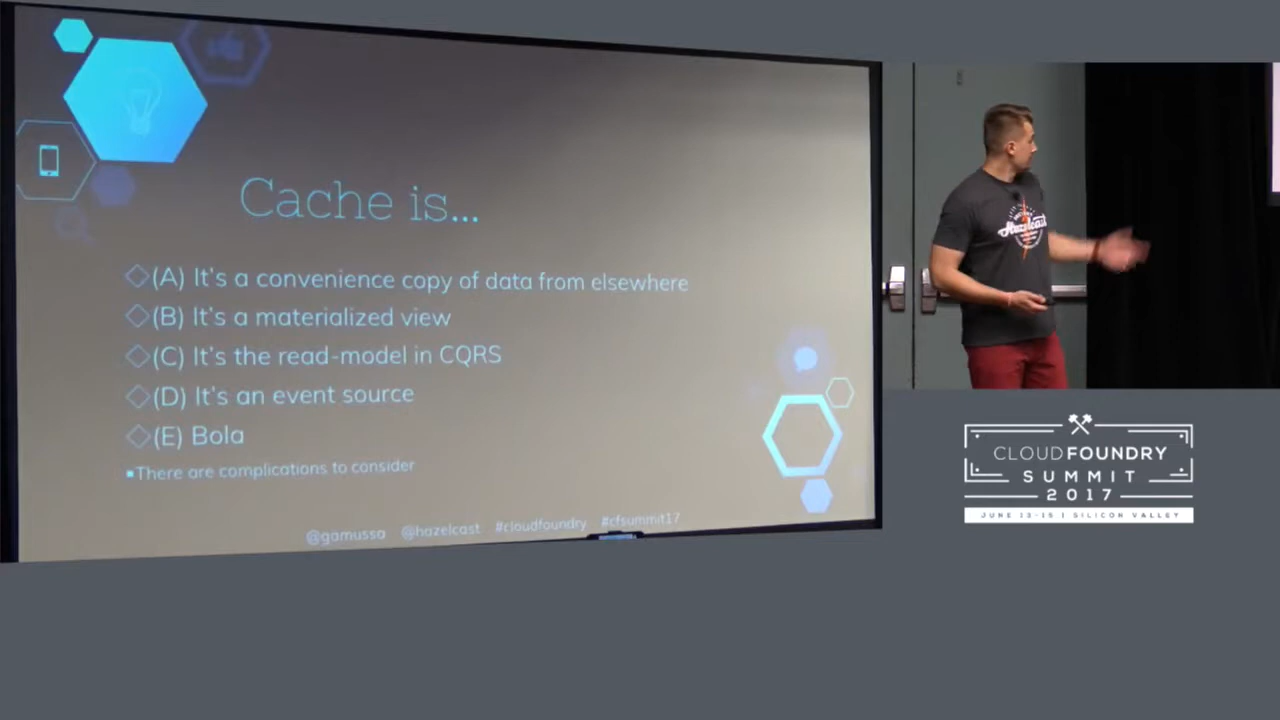 Cache is...
(A) It's a convenience copy of data from elsewhere
(B) It's a materialized view
(C) It's the read-model in CQRS
(D) It's an event source
(E) Bola
There are complications to consider
@gamussa @hazelcast #cloudfoundry #cfsummit17
Hazelcast
CLOUD FOUNDRY
SUMMIT
2017
JUNE 13-15 | SILICON VALLEY